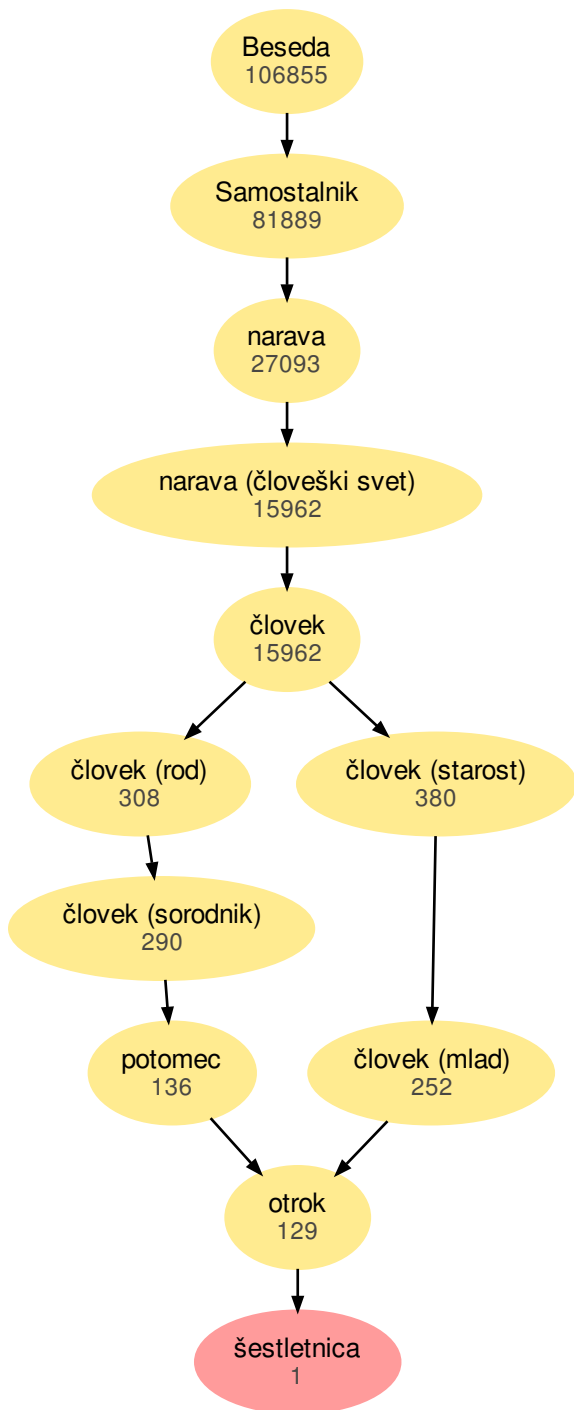 Beseda
106855
Samostalnik
81889
narava
27093
narava (človeški svet)
15962
človek
15962
človek (rod)
308
človek (starost)
380
človek (sorodnik)
290
potomec
136
človek (mlad)
252
otrok
129
šestletnica
1